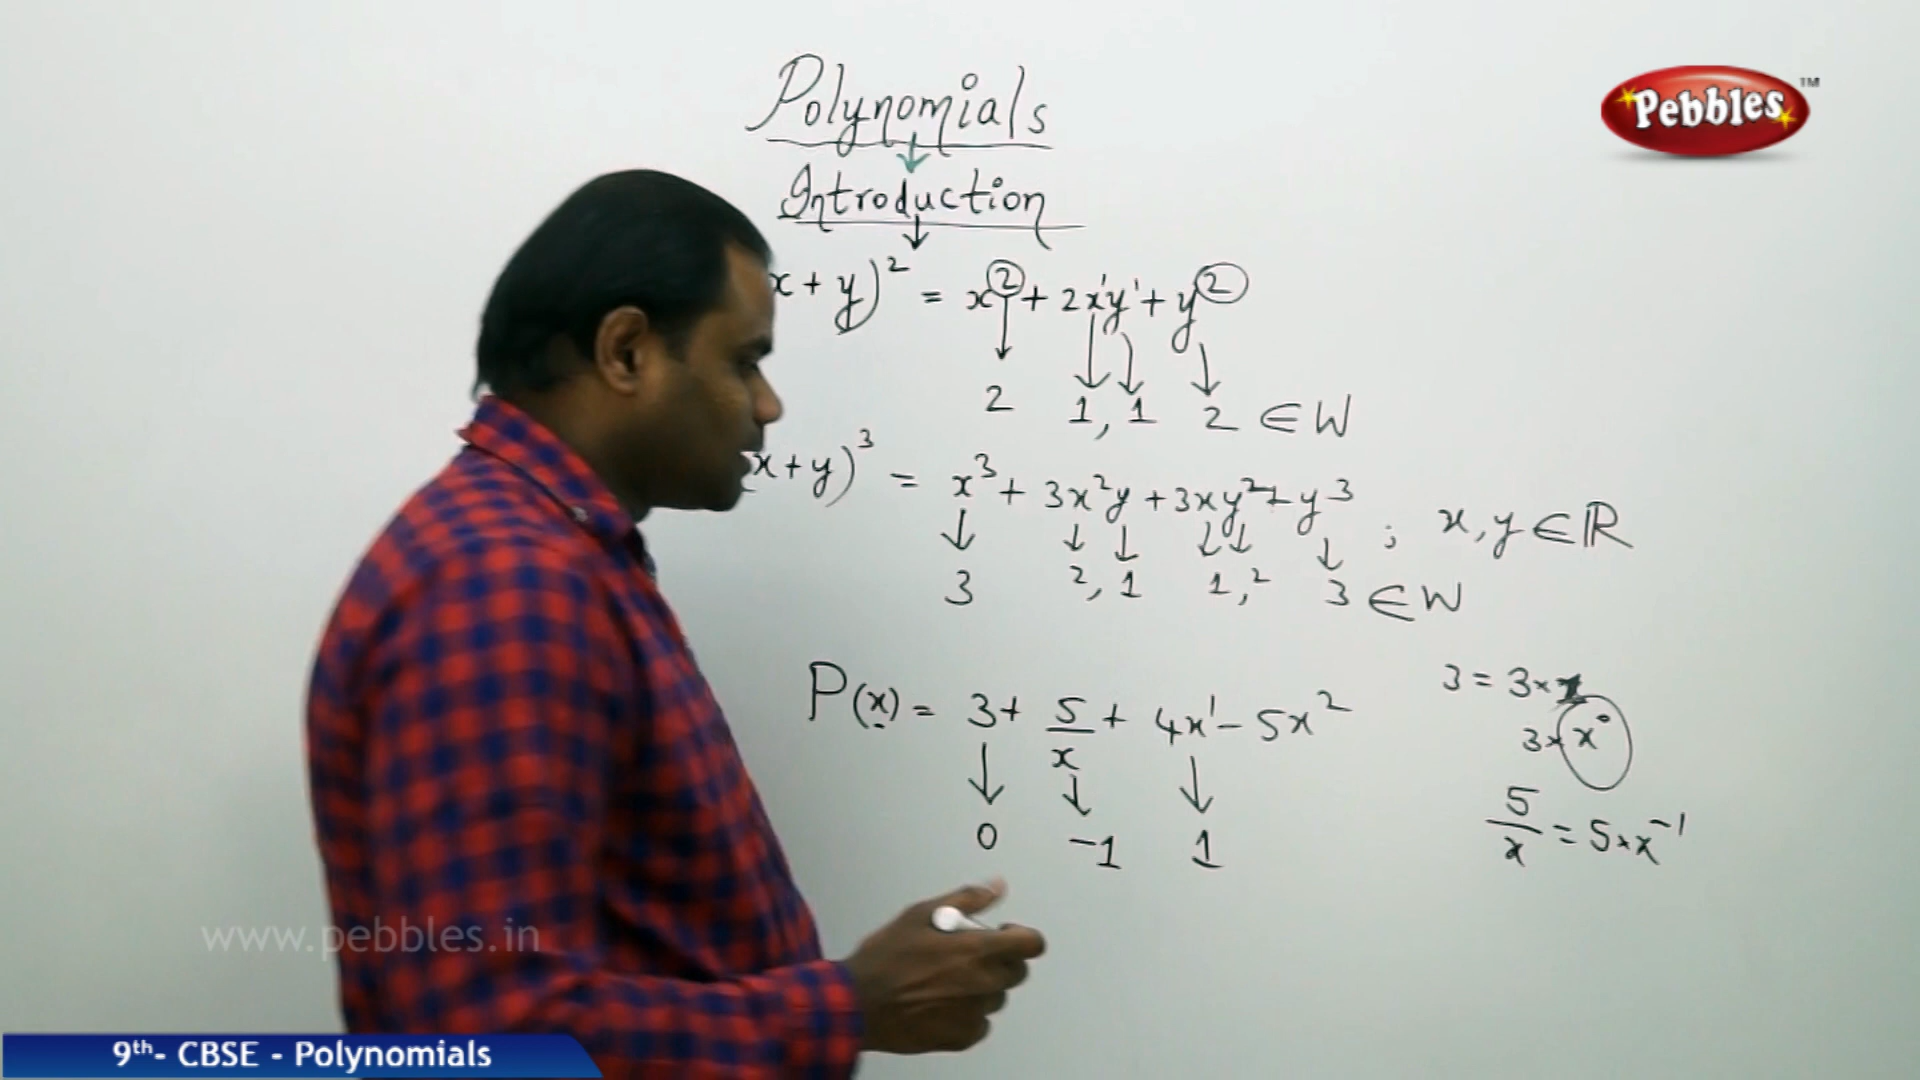 Polynomials
Pebbles™
Introduction
x + y)² = x² + 2x¹y¹ + y²
2 1, 1 2 ∈ W
(x+y)³ = x³ + 3x²y + 3xy² + y³ ; x, y ∈ ℝ
3 2, 1 1, 2 3 ∈ W
P(x) = 3 + 5/x + 4x¹ - 5x²
0 -1 1
3 = 3×1
3×x⁰
5/x = 5×x⁻¹
www.pebbles.in
9th- CBSE - Polynomials